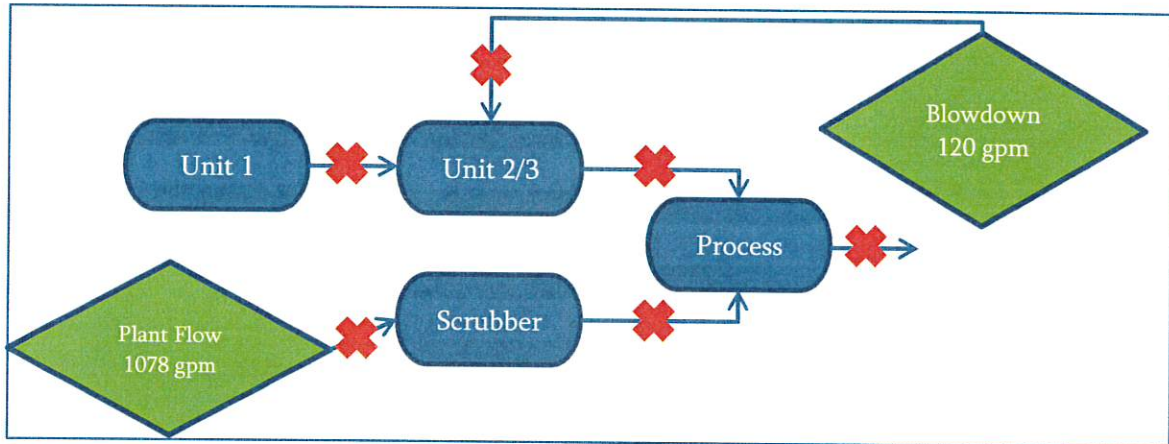 Blowdown
120 gpm
Unit 1
Unit 2/3
Process
Scrubber
Plant Flow
1078 gpm